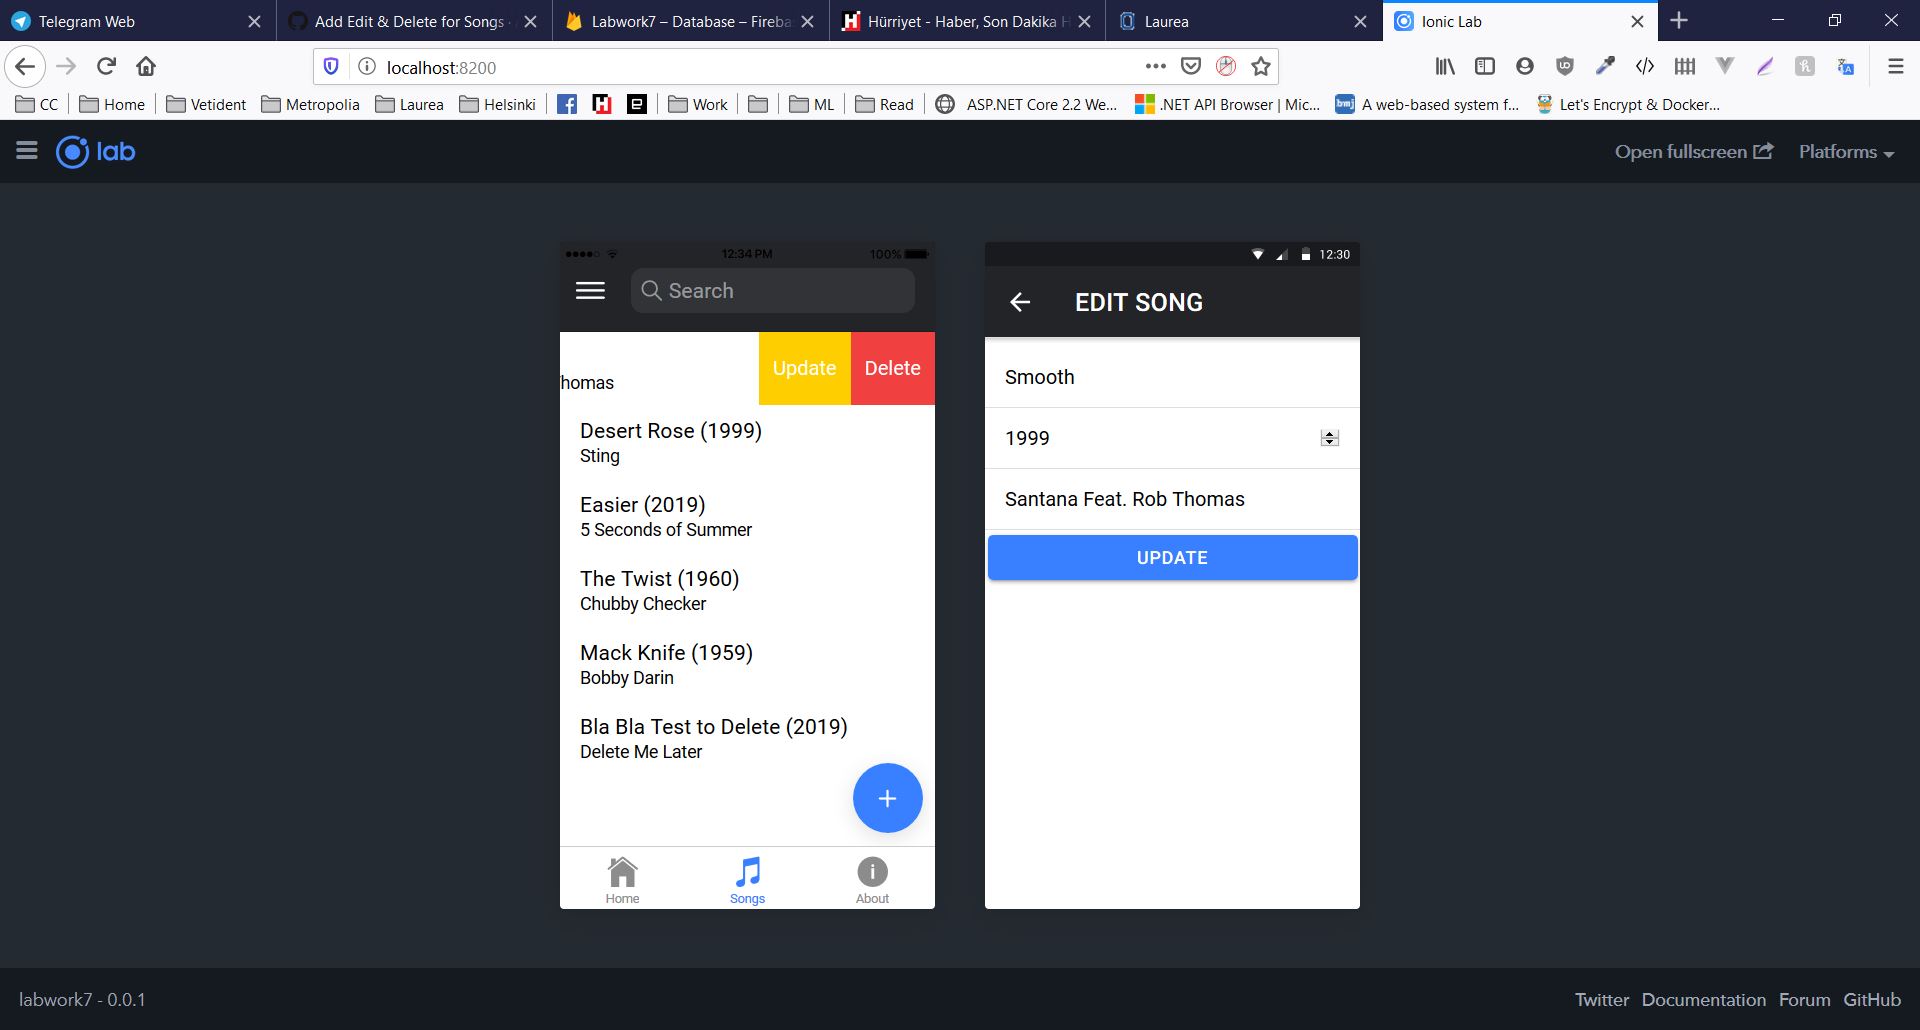 Telegram Web
Add Edit & Delete for Songs ·
Labwork7 – Database – Fireba
Hürriyet - Haber, Son Dakika H
Laurea
Ionic Lab
localhost:8200
CC
Home
Vetident
Metropolia
Laurea
Helsinki
Work
ML
Read
ASP.NET Core 2.2 We...
.NET API Browser | Mic...
bmj
A web-based system f...
Let's Encrypt & Docker...
lab
Open fullscreen
Platforms
12:34 PM
100%
Search
homas
Update
Delete
Desert Rose (1999)
Sting
Easier (2019)
5 Seconds of Summer
The Twist (1960)
Chubby Checker
Mack Knife (1959)
Bobby Darin
Bla Bla Test to Delete (2019)
Delete Me Later
+
Home
Songs
About
12:30
EDIT SONG
Smooth
1999
Santana Feat. Rob Thomas
UPDATE
labwork7 - 0.0.1
Twitter Documentation Forum GitHub